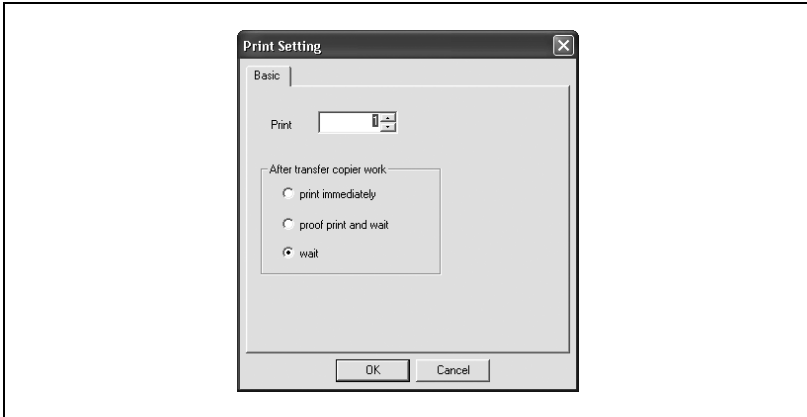 Print Setting
Basic
Print 1
After transfer copier work
print immediately
proof print and wait
wait
OK Cancel